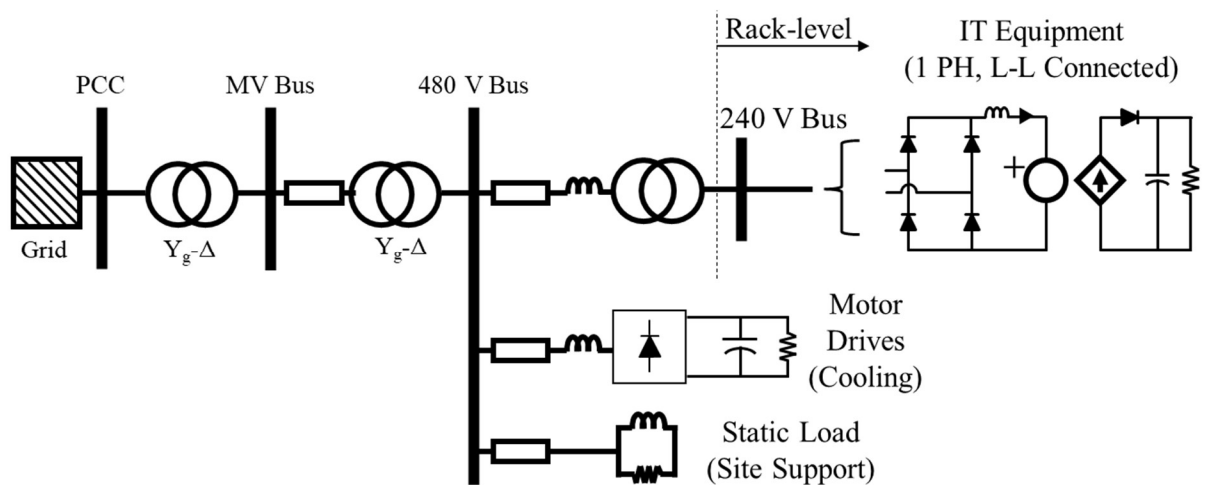 Rack-level
IT Equipment
(1 PH, L-L Connected)
PCC
MV Bus
480 V Bus
240 V Bus
+
Grid
Yg-Δ
Yg-Δ
Motor
Drives
(Cooling)
Static Load
(Site Support)